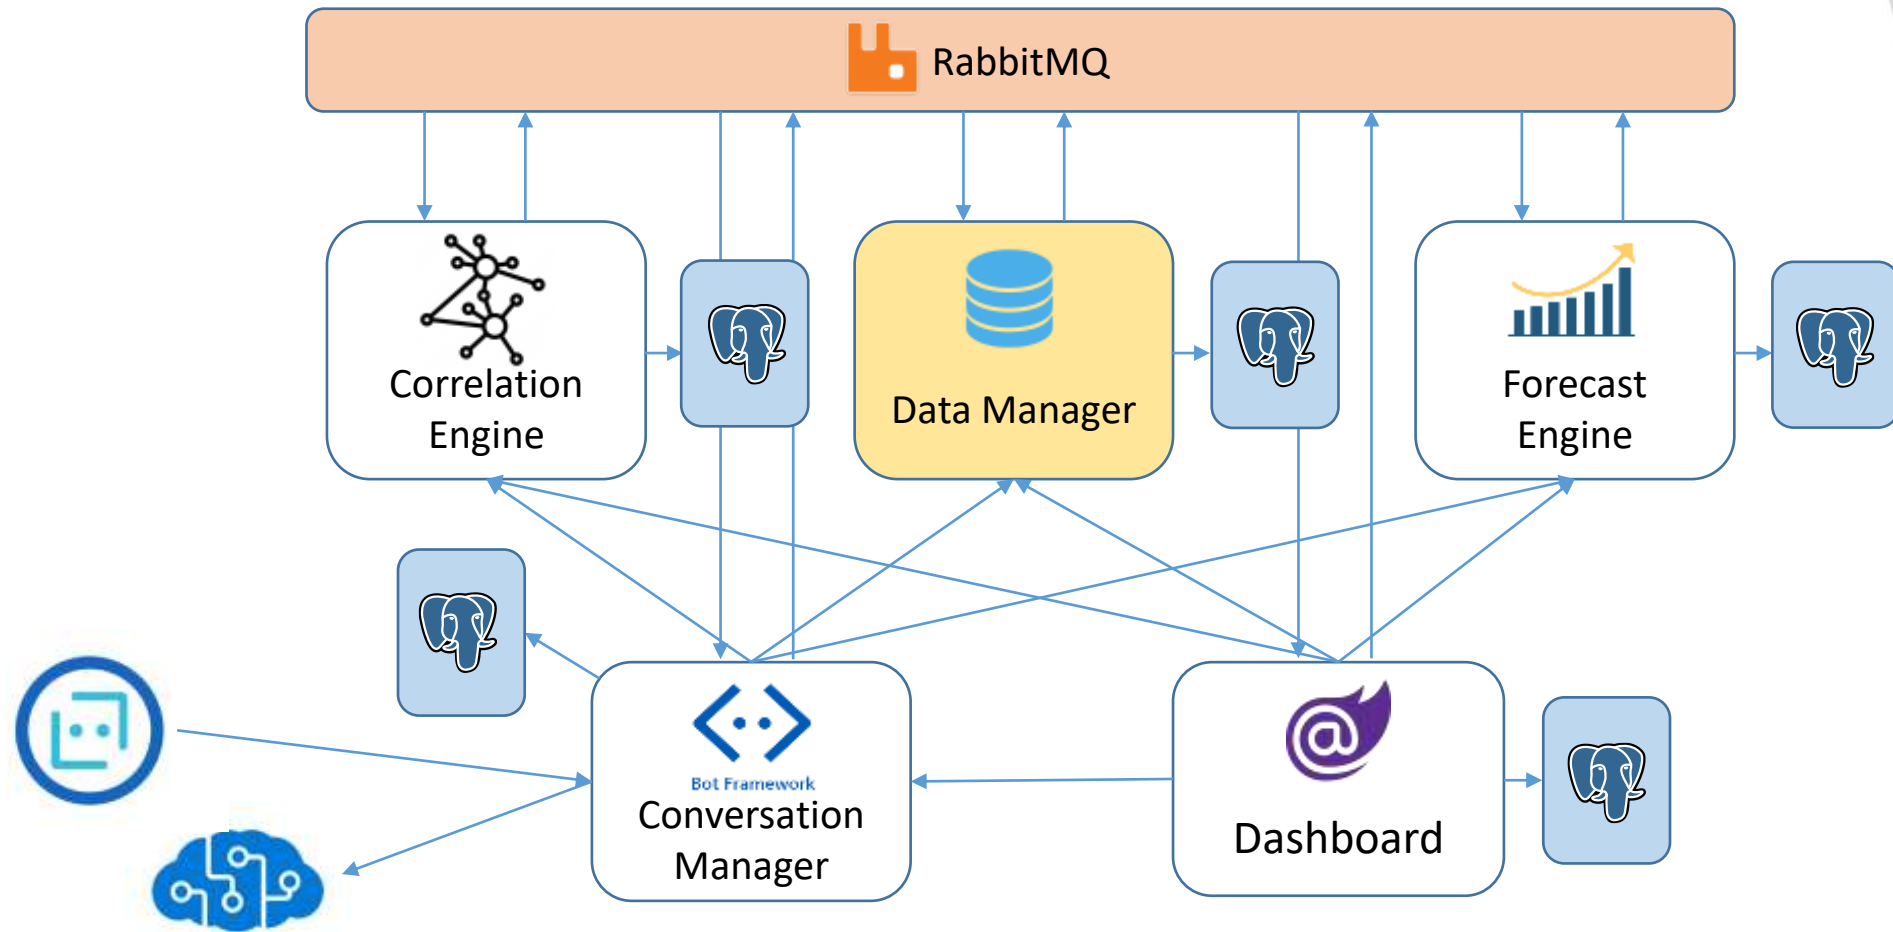 RabbitMQ
Correlation
Engine
Data Manager
Forecast
Engine
Bot Framework
Conversation
Manager
@
Dashboard